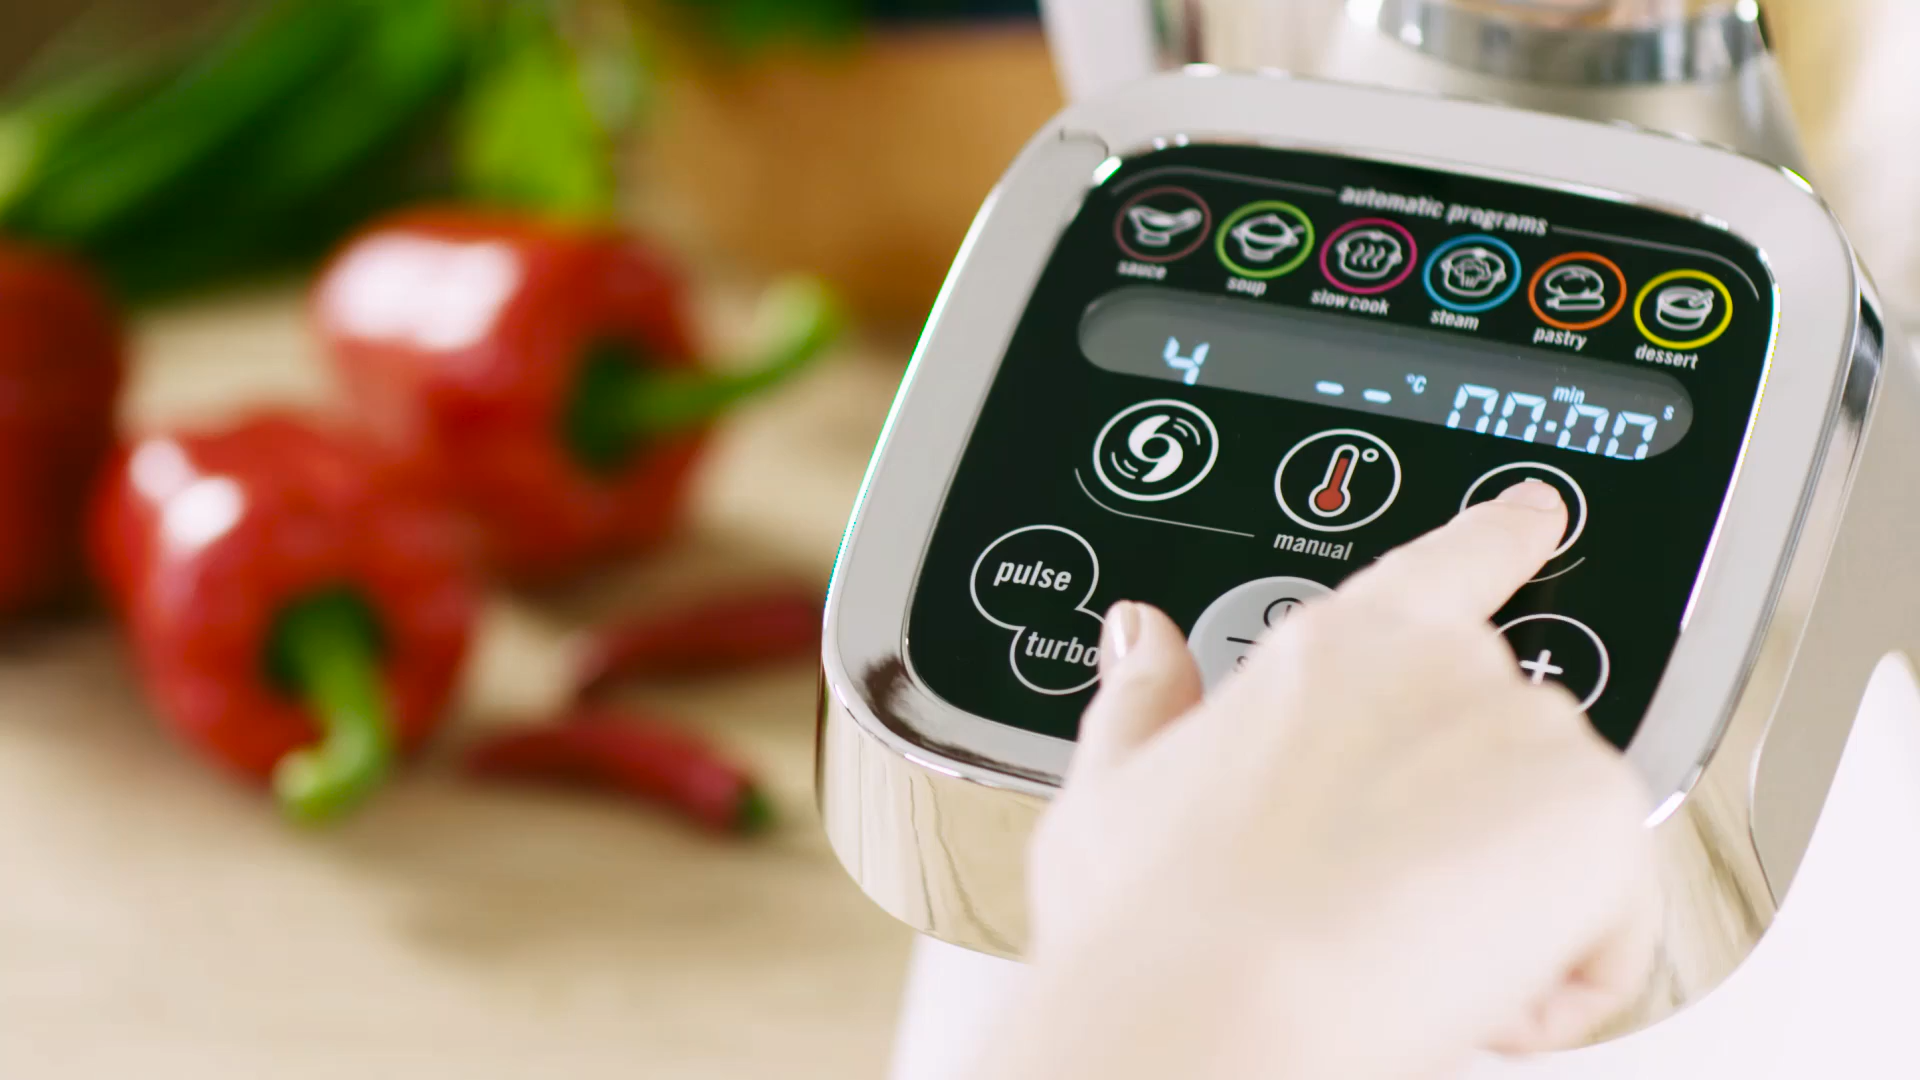 automatic programs
sauce soup slow cook steam pastry dessert
4 -- °C 00:00 min s
manual
pulse
turbo
+